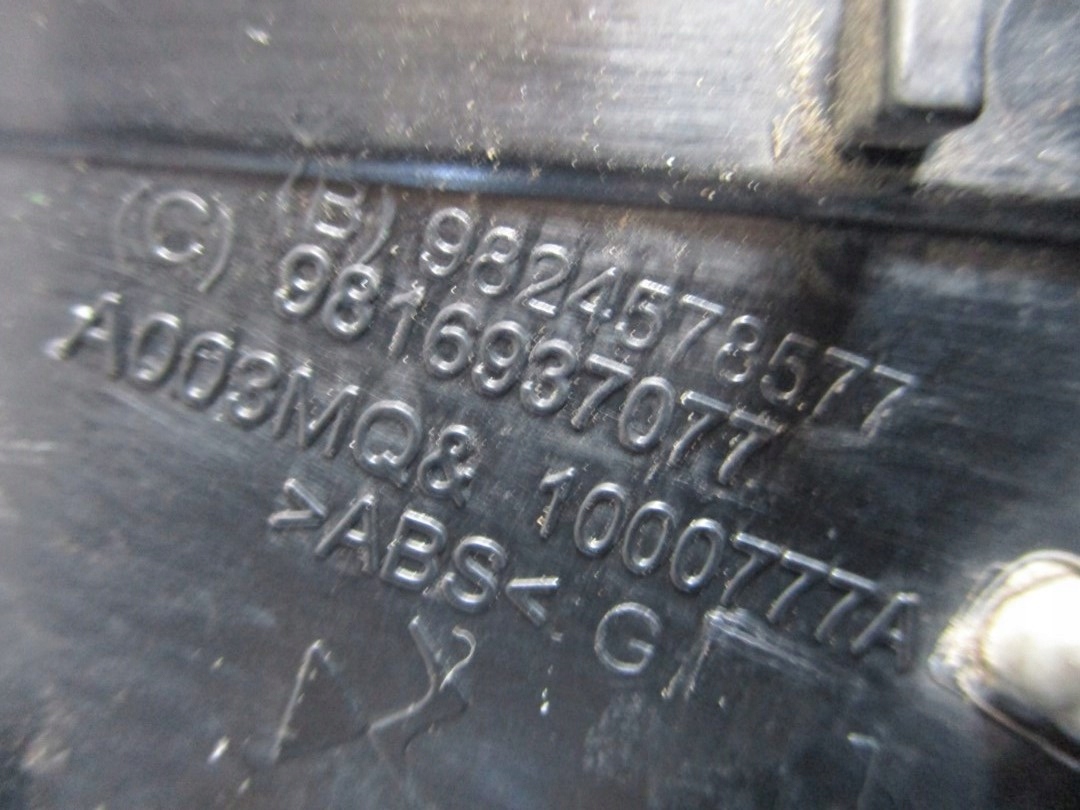 (B) 9824578577
(C) 9816937077
A003MQ& 1000777A
>ABS< G